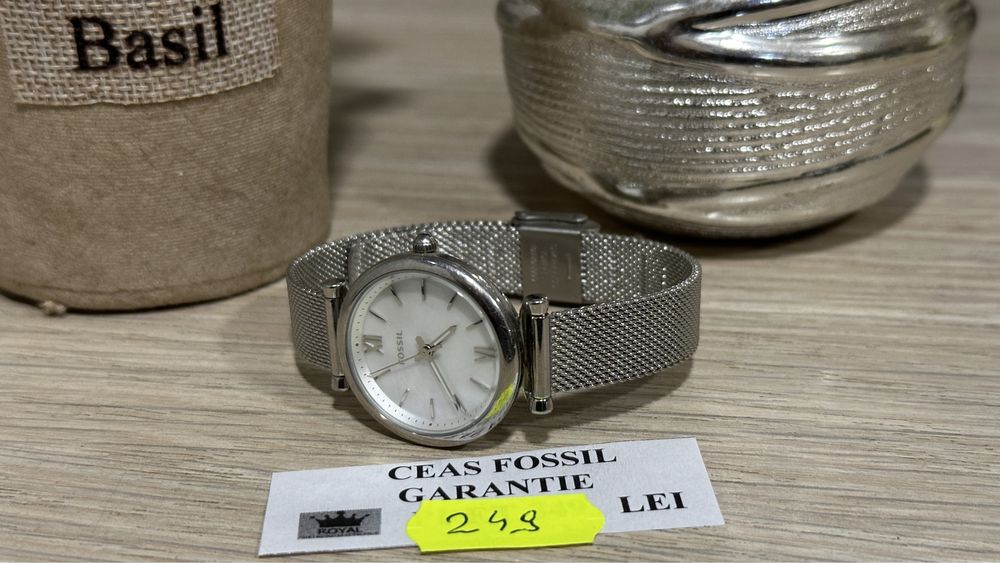 Basil
FOSSIL
CEAS FOSSIL
GARANTIE
249 LEI
ROYAL